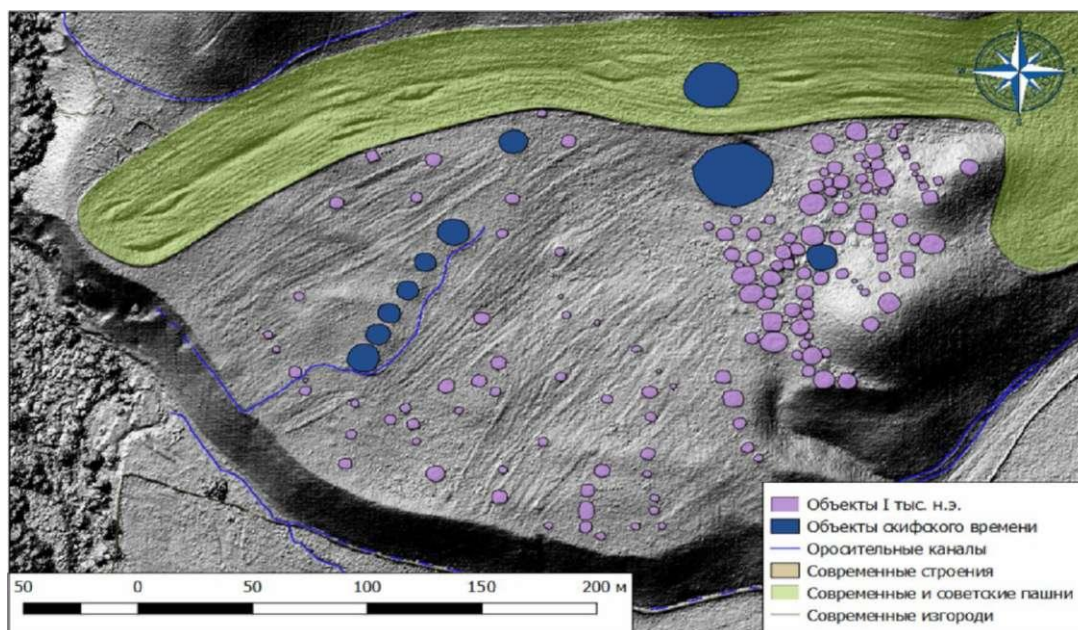 N
W
E
S
Объекты I тыс. н.э.
Объекты скифского времени
Оросительные каналы
Современные строения
Современные и советские пашни
Современные изгороди
50 0 50 100 150 200 м